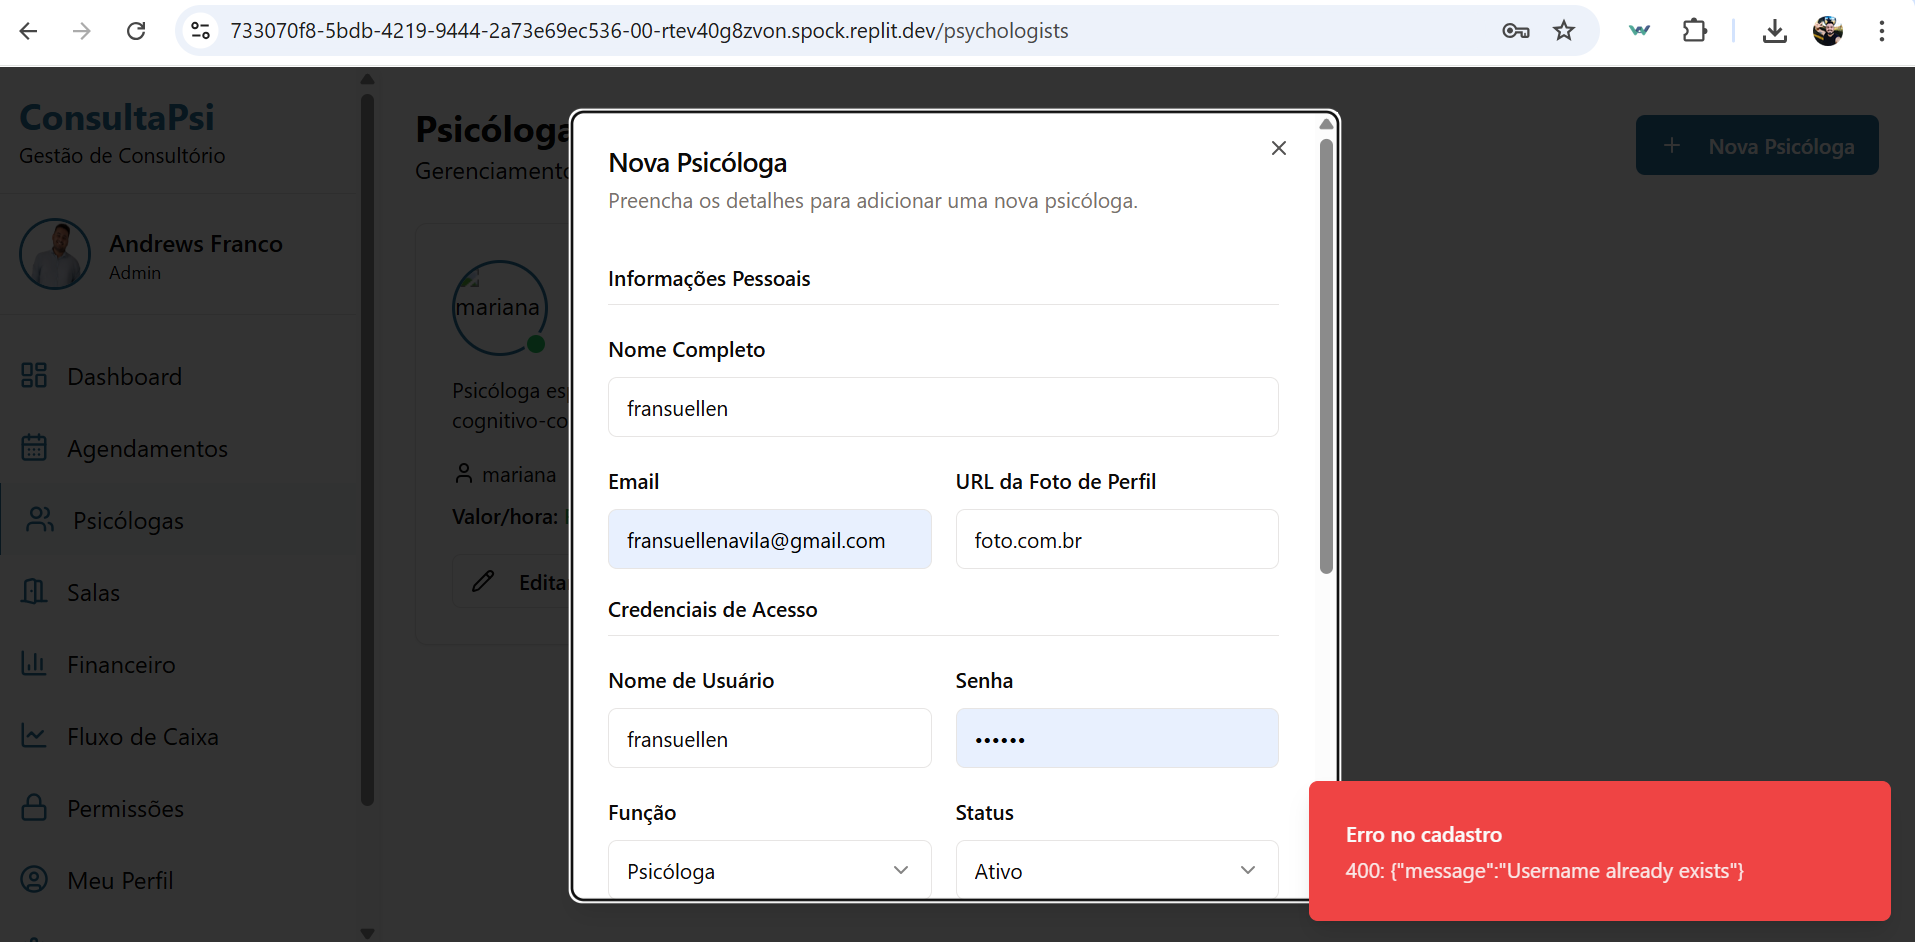 733070f8-5bdb-4219-9444-2a73e69ec536-00-rtev40g8zvon.spock.replit.dev/psychologists
ConsultaPsi
Gestão de Consultório
Andrews Franco
Admin
Dashboard
Agendamentos
Psicólogas
Salas
Financeiro
Fluxo de Caixa
Permissões
Meu Perfil
Psicóloga
Gerenciamento
Nova Psicóloga
mariana
Psicóloga es
cognitivo-co
mariana
Valor/hora:
Edita
Nova Psicóloga
Preencha os detalhes para adicionar uma nova psicóloga.
Informações Pessoais
Nome Completo
fransuellen
Email
URL da Foto de Perfil
fransuellenavila@gmail.com
foto.com.br
Credenciais de Acesso
Nome de Usuário
Senha
fransuellen
••••••
Função
Status
Psicóloga
Ativo
Erro no cadastro
400: {"message":"Username already exists"}